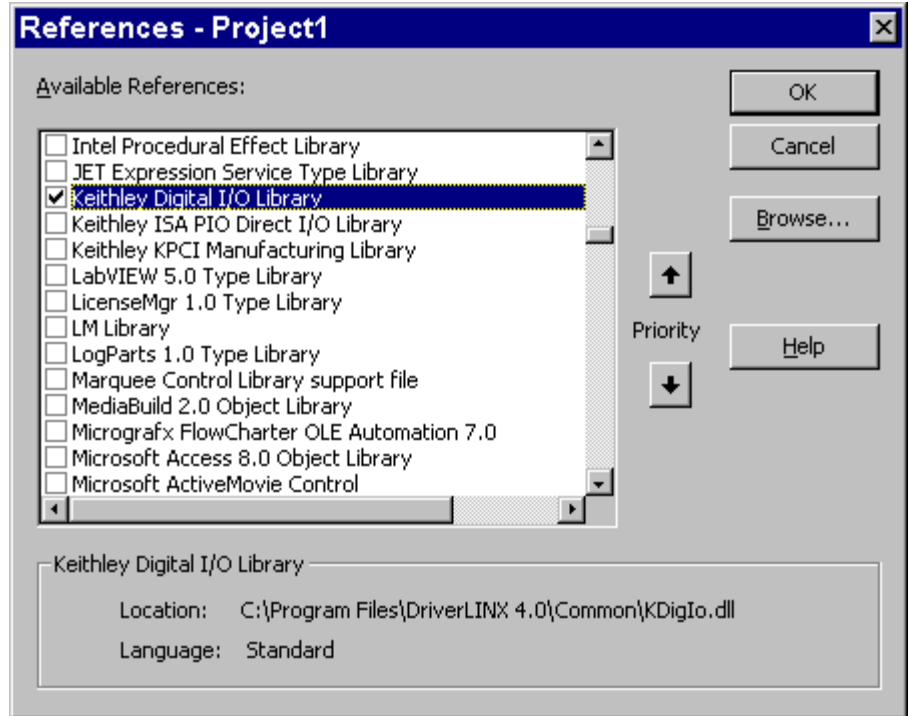 References - Project1
Available References:
OK
Intel Procedural Effect Library
Cancel
JET Expression Service Type Library
Keithley Digital I/O Library
Keithley ISA PIO Direct I/O Library
Browse...
Keithley KPCI Manufacturing Library
LabVIEW 5.0 Type Library
LicenseMgr 1.0 Type Library
LM Library
Priority
Help
LogParts 1.0 Type Library
Marquee Control Library support file
MediaBuild 2.0 Object Library
Micrografx FlowCharter OLE Automation 7.0
Microsoft Access 8.0 Object Library
Microsoft ActiveMovie Control
Keithley Digital I/O Library
Location: C:\Program Files\DriverLINX 4.0\Common\KDigIo.dll
Language: Standard